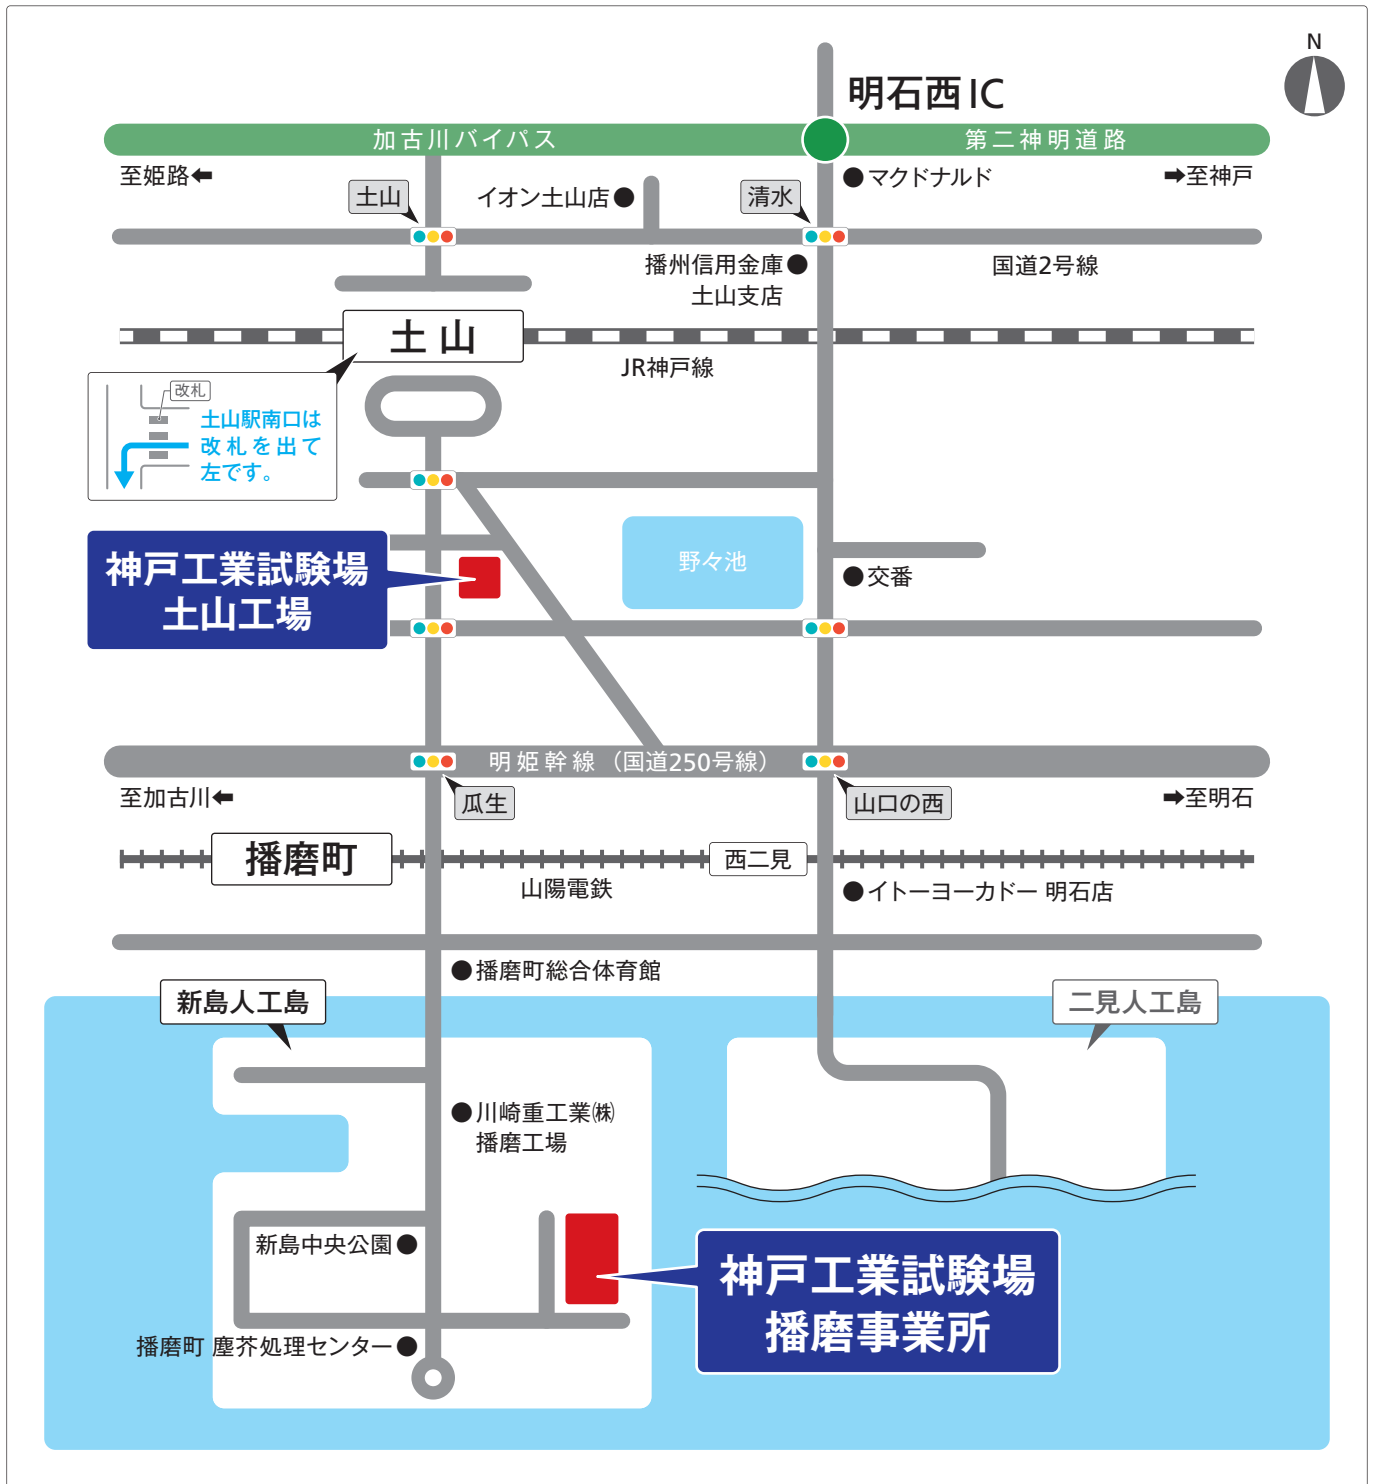 N
明石西IC
加古川バイパス
第二神明道路
至姫路⬅
マクドナルド
➡至神戸
土山
イオン土山店
清水
播州信用金庫
土山支店
国道2号線
土山
JR神戸線
改札
土山駅南口は
改札を出て
左です。
神戸工業試験場
土山工場
野々池
交番
明姫幹線（国道250号線）
至加古川⬅
瓜生
山口の西
➡至明石
播磨町
西二見
山陽電鉄
イトーヨーカドー 明石店
播磨町総合体育館
新島人工島
二見人工島
川崎重工業㈱
播磨工場
新島中央公園
神戸工業試験場
播磨事業所
播磨町 塵芥処理センター